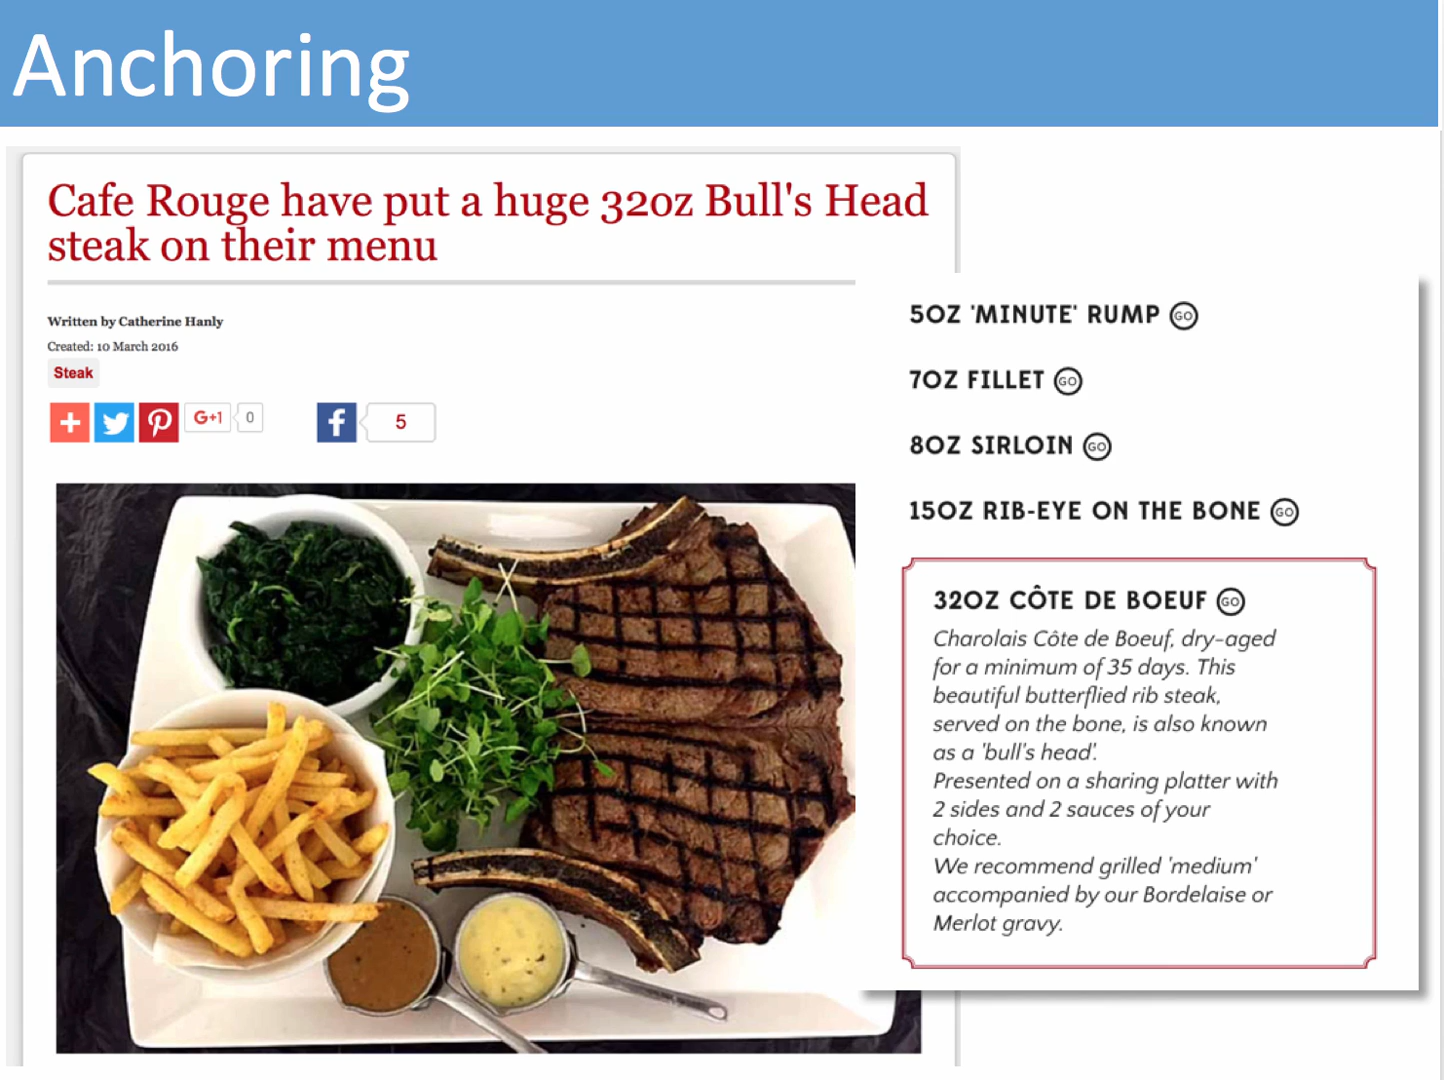 Anchoring
Cafe Rouge have put a huge 32oz Bull's Head
steak on their menu
Written by Catherine Hanly
Created: 10 March 2016
Steak
G+1
0
5
5OZ 'MINUTE' RUMP GO
7OZ FILLET GO
8OZ SIRLOIN GO
15OZ RIB-EYE ON THE BONE GO
32OZ CÔTE DE BOEUF GO
Charolais Côte de Boeuf, dry-aged
for a minimum of 35 days. This
beautiful butterflied rib steak,
served on the bone, is also known
as a 'bull's head'.
Presented on a sharing platter with
2 sides and 2 sauces of your
choice.
We recommend grilled 'medium'
accompanied by our Bordelaise or
Merlot gravy.